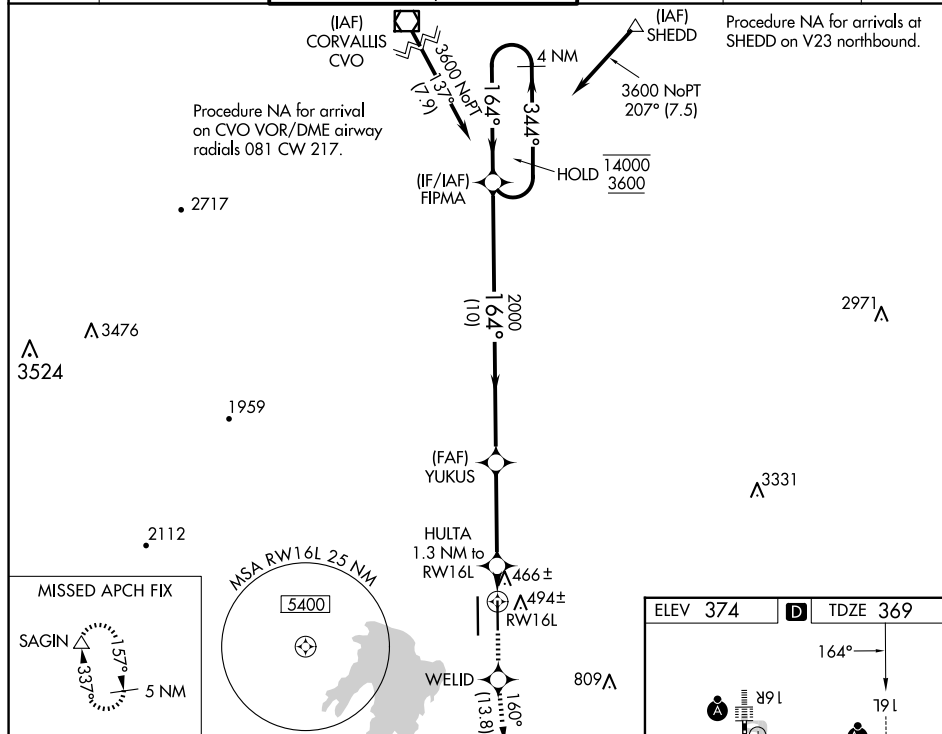 (IAF)
CORVALLIS
CVO
3600 NoPT
137°
(7.9)
4 NM
164°
344°
(IAF)
SHEDD
3600 NoPT
207° (7.5)
Procedure NA for arrivals at
SHEDD on V23 northbound.
Procedure NA for arrival
on CVO VOR/DME airway
radials 081 CW 217.
(IF/IAF)
FIPMA
HOLD
14000
3600
2717
2000
164°
(10)
2971
3476
3524
1959
(FAF)
YUKUS
3331
2112
HULTA
1.3 NM to
RW16L
466±
494±
RW16L
MISSED APCH FIX
SAGIN
157°
337°
5 NM
MSA RW16L 25 NM
5400
WELID
160°
(13.8)
809
ELEV 374
D
TDZE 369
164°
16R
16L
A